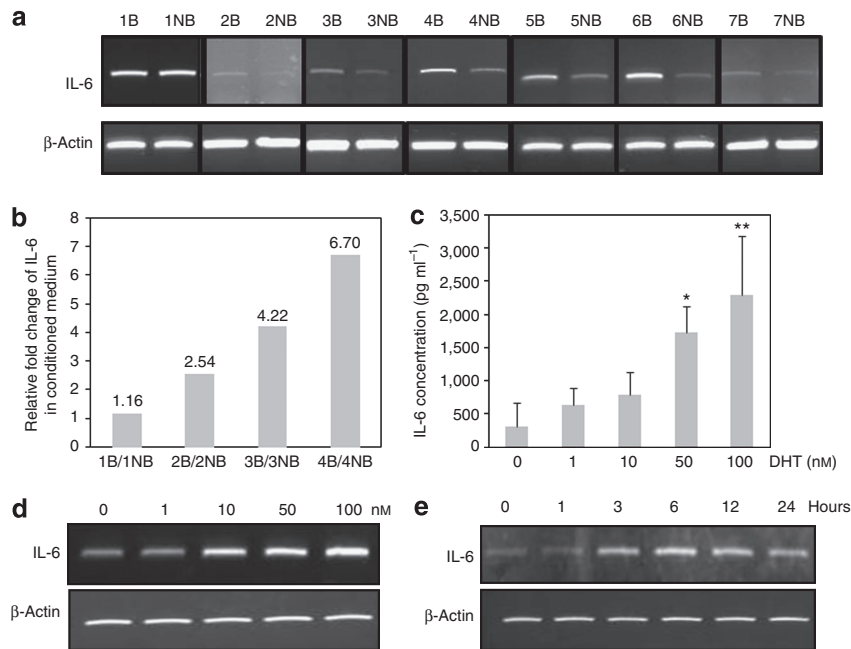 a
1B 1NB 2B 2NB 3B 3NB 4B 4NB 5B 5NB 6B 6NB 7B 7NB
IL-6
β-Actin
b
Relative fold change of IL-6
in conditioned medium
8
7
6
5
4
3
2
1
0
1.16
2.54
4.22
6.70
1B/1NB 2B/2NB 3B/3NB 4B/4NB
c
IL-6 concentration (pg ml⁻¹)
3,500
3,000
2,500
2,000
1,500
1,000
500
0
*
**
0 1 10 50 100 DHT (nM)
d
0 1 10 50 100 nM
IL-6
β-Actin
e
0 1 3 6 12 24 Hours
IL-6
β-Actin